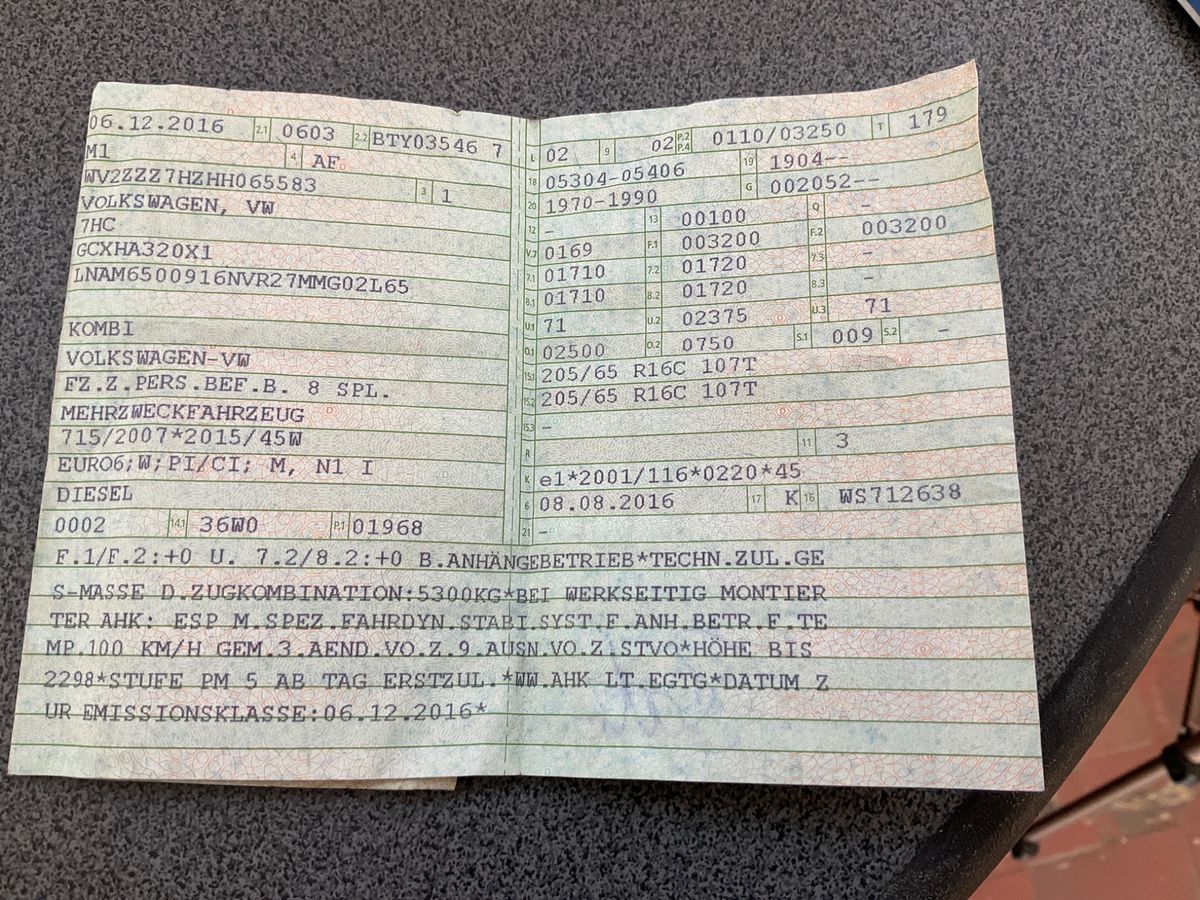 06.12.2016 2.1 0603 2.2 BTY03546 7
M1 4 AF
WV2ZZZ7HZHH065583 3 1
VOLKSWAGEN, VW
7HC
GCXHA320X1
LNAM6500916NVR27MMG02L65
KOMBI
VOLKSWAGEN-VW
FZ.Z.PERS.BEF.B. 8 SPL.
MEHRZWECKFAHRZEUG
715/2007*2015/45W
EURO6;W;PI/CI; M, N1 I
DIESEL
0002 14.1 36W0 P.1 01968
L 02 9 02 P.2 P.4 0110/03250 T 179
18 05304-05406 19 1904--
20 1970-1990 G 002052--
12 - 13 00100 Q -
V.7 0169 F.1 003200 F.2 003200
7.1 01710 7.2 01720 7.3 -
8.1 01710 8.2 01720 8.3 -
U.1 71 U.2 02375 U.3 71
O.1 02500 O.2 0750 S.1 009 S.2 -
15.1 205/65 R16C 107T
15.2 205/65 R16C 107T
15.3 -
R 11 3
K e1*2001/116*0220*45
6 08.08.2016 17 K 16 WS712638
21 -
F.1/F.2:+0 U. 7.2/8.2:+0 B.ANHÄNGEBETRIEB*TECHN.ZUL.GE
S-MASSE D.ZUGKOMBINATION:5300KG*BEI WERKSEITIG MONTIER
TER AHK: ESP M.SPEZ.FAHRDYN.STABI.SYST.F.ANH.BETR.F.TE
MP.100 KM/H GEM.3.AEND.VO.Z.9.AUSN.VO.Z.STVO*HÖHE BIS
2298*STUFE PM 5 AB TAG ERSTZUL.*WW.AHK LT.EGTG*DATUM Z
UR EMISSIONSKLASSE:06.12.2016*